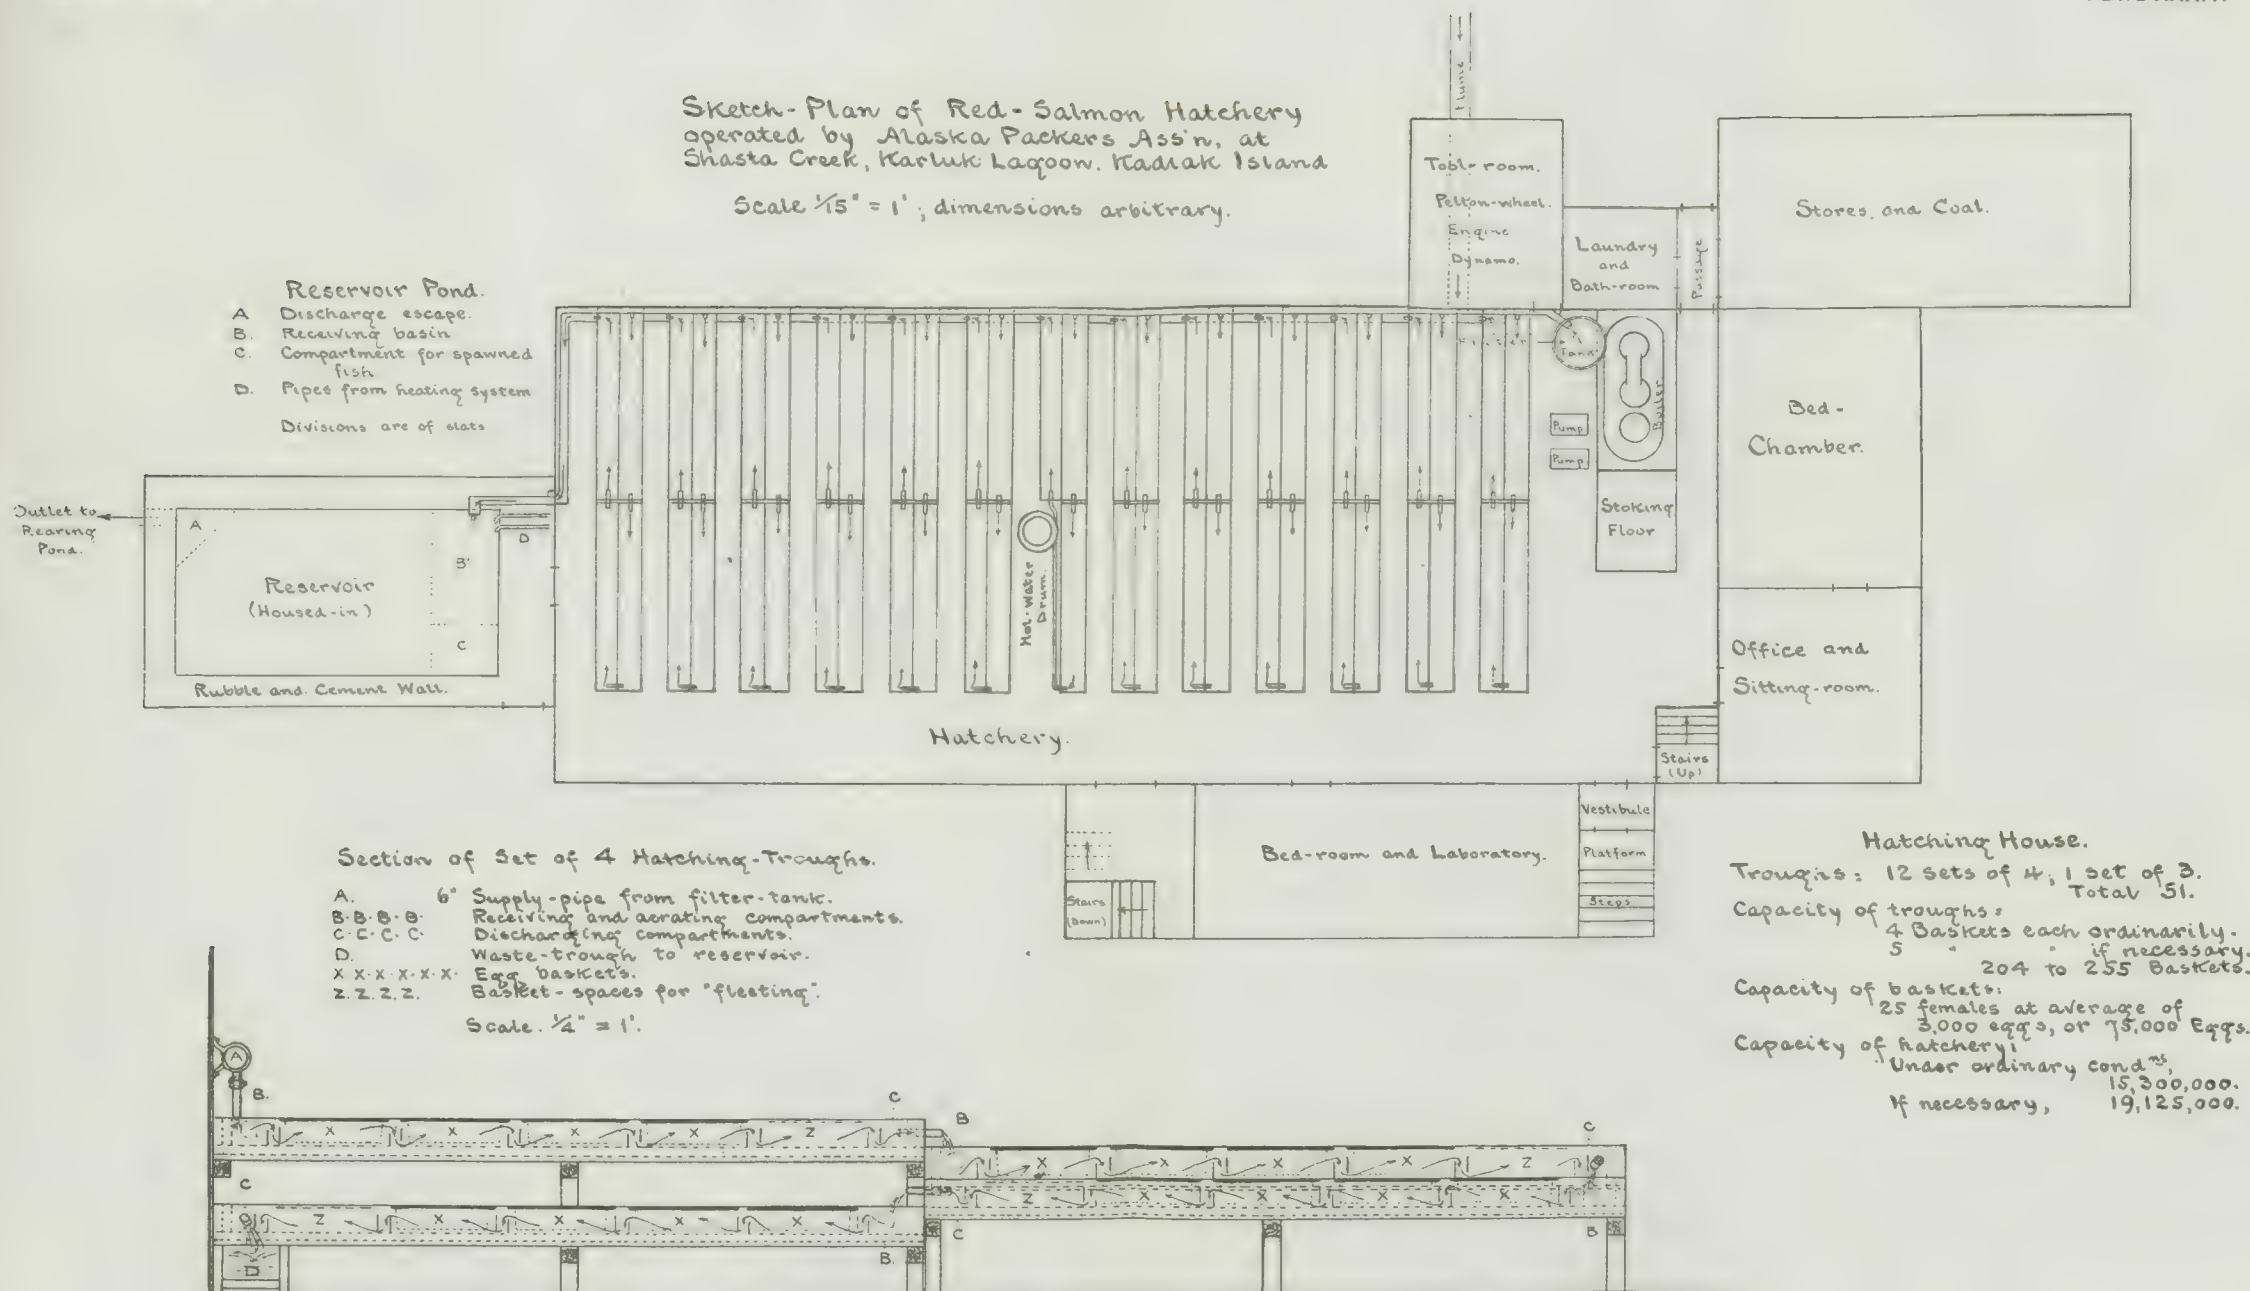 Sketch-Plan of Red-Salmon Hatchery
operated by Alaska Packers Ass'n, at
Shasta Creek, Karluk Lagoon. Kadiak Island
Scale 1/15" = 1'; dimensions arbitrary.
Flume
Tool-room.
Pelton-wheel.
Engine
Dynamo.
Laundry
and
Bath-room
Passage
Stores, and Coal.
Reservoir Pond.
A Discharge escape.
B. Receiving basin
C. Compartment for spawned
fish
D. Pipes from heating system
Divisions are of slats
Tank
Boiler
Pump
Pump
Stoking
Floor
Bed-
Chamber.
Outlet to
Rearing
Pond.
A
D
B
Reservoir
(Housed-in)
C
Rubble and Cement Wall.
Hot-Water
Drum.
Office and
Sitting-room.
Hatchery.
Stairs
(Up)
Vestibule
Platform
Steps
Bed-room and Laboratory.
Stairs
(Down)
Section of Set of 4 Hatching-Troughs.
A. 6" Supply-pipe from filter-tank.
B-B-B-B- Receiving and aerating compartments.
C-C-C-C- Discharging compartments.
D. Waste-trough to reservoir.
X X-X-X-X-X- Egg baskets.
Z.Z.Z.Z. Basket-spaces for "fleeting".
Scale. 1/4" = 1'.
Hatching House.
Troughs: 12 sets of 4; 1 set of 3.
Total 51.
Capacity of troughs:
4 Baskets each ordinarily.
5 " " if necessary.
204 to 255 Baskets.
Capacity of baskets:
25 females at average of
3,000 eggs, or 75,000 Eggs.
Capacity of hatchery:
Under ordinary condns,
15,300,000.
If necessary, 19,125,000.
A
B.
C
B
C
X X X X Z
X X X X Z
C
Z X X X X
Z X X X X
B
C
B
D